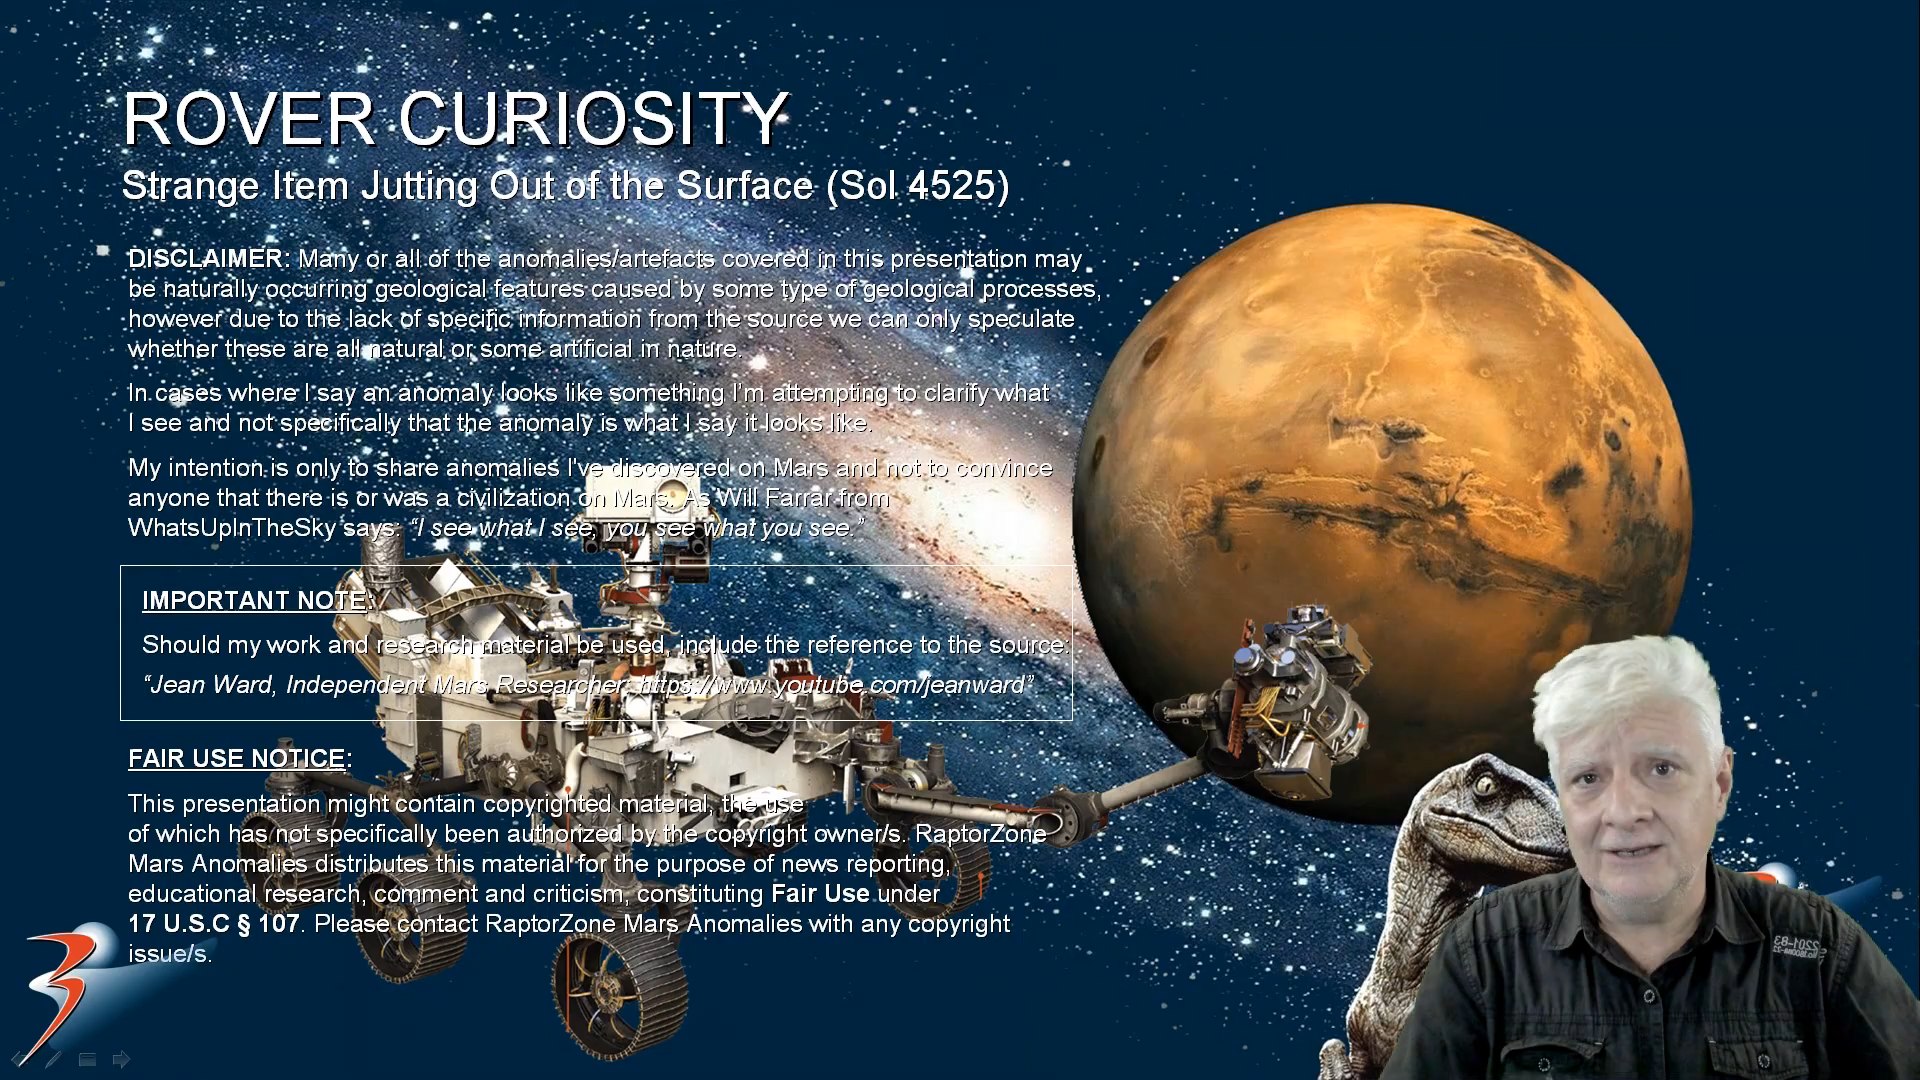 ROVER CURIOSITY
Strange Item Jutting Out of the Surface (Sol 4525)
DISCLAIMER: Many or all of the anomalies/artefacts covered in this presentation may
be naturally occurring geological features caused by some type of geological processes,
however due to the lack of specific information from the source we can only speculate
whether these are all natural or some artificial in nature.
In cases where I say an anomaly looks like something I'm attempting to clarify what
I see and not specifically that the anomaly is what I say it looks like.
My intention is only to share anomalies I've discovered on Mars and not to convince
anyone that there is or was a civilization on Mars. As Will Farrar from
WhatsUpInTheSky says: “I see what I see, you see what you see.”
IMPORTANT NOTE:
Should my work and research material be used, include the reference to the source:
“Jean Ward, Independent Mars Researcher: https://www.youtube.com/jeanward”
FAIR USE NOTICE:
This presentation might contain copyrighted material, the use
of which has not specifically been authorized by the copyright owner/s. RaptorZone
Mars Anomalies distributes this material for the purpose of news reporting,
educational research, comment and criticism, constituting Fair Use under
17 U.S.C § 107. Please contact RaptorZone Mars Anomalies with any copyright
issue/s.